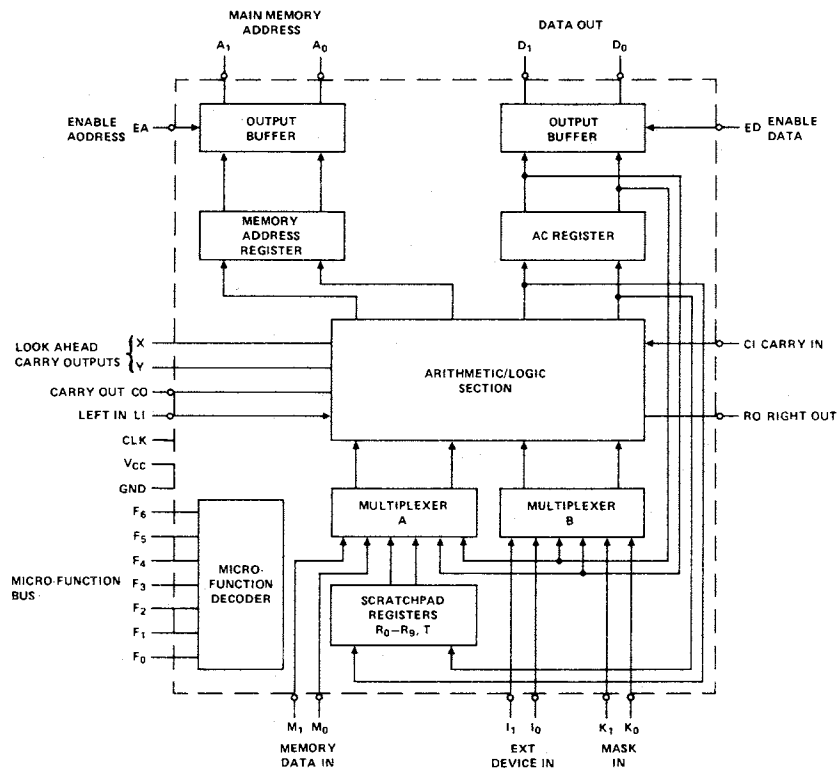 MAIN MEMORY
ADDRESS
DATA OUT
A1
A0
D1
D0
ENABLE
AODRESS
EA
OUTPUT
BUFFER
OUTPUT
BUFFER
ED ENABLE
DATA
MEMORY
ADDRESS
REGISTER
AC REGISTER
LOOK AHEAD
CARRY OUTPUTS
{
X
Y
ARITHMETIC/LOGIC
SECTION
CI CARRY IN
CARRY OUT CO
LEFT IN LI
RO RIGHT OUT
CLK
VCC
GND
MULTIPLEXER
A
MULTIPLEXER
B
F6
F5
F4
F3
F2
F1
F0
MICRO-FUNCTION
BUS
MICRO-
FUNCTION
DECODER
SCRATCHPAD
REGISTERS
R0–R9, T
M1 M0
MEMORY
DATA IN
I1 I0
EXT
DEVICE IN
K1 K0
MASK
IN